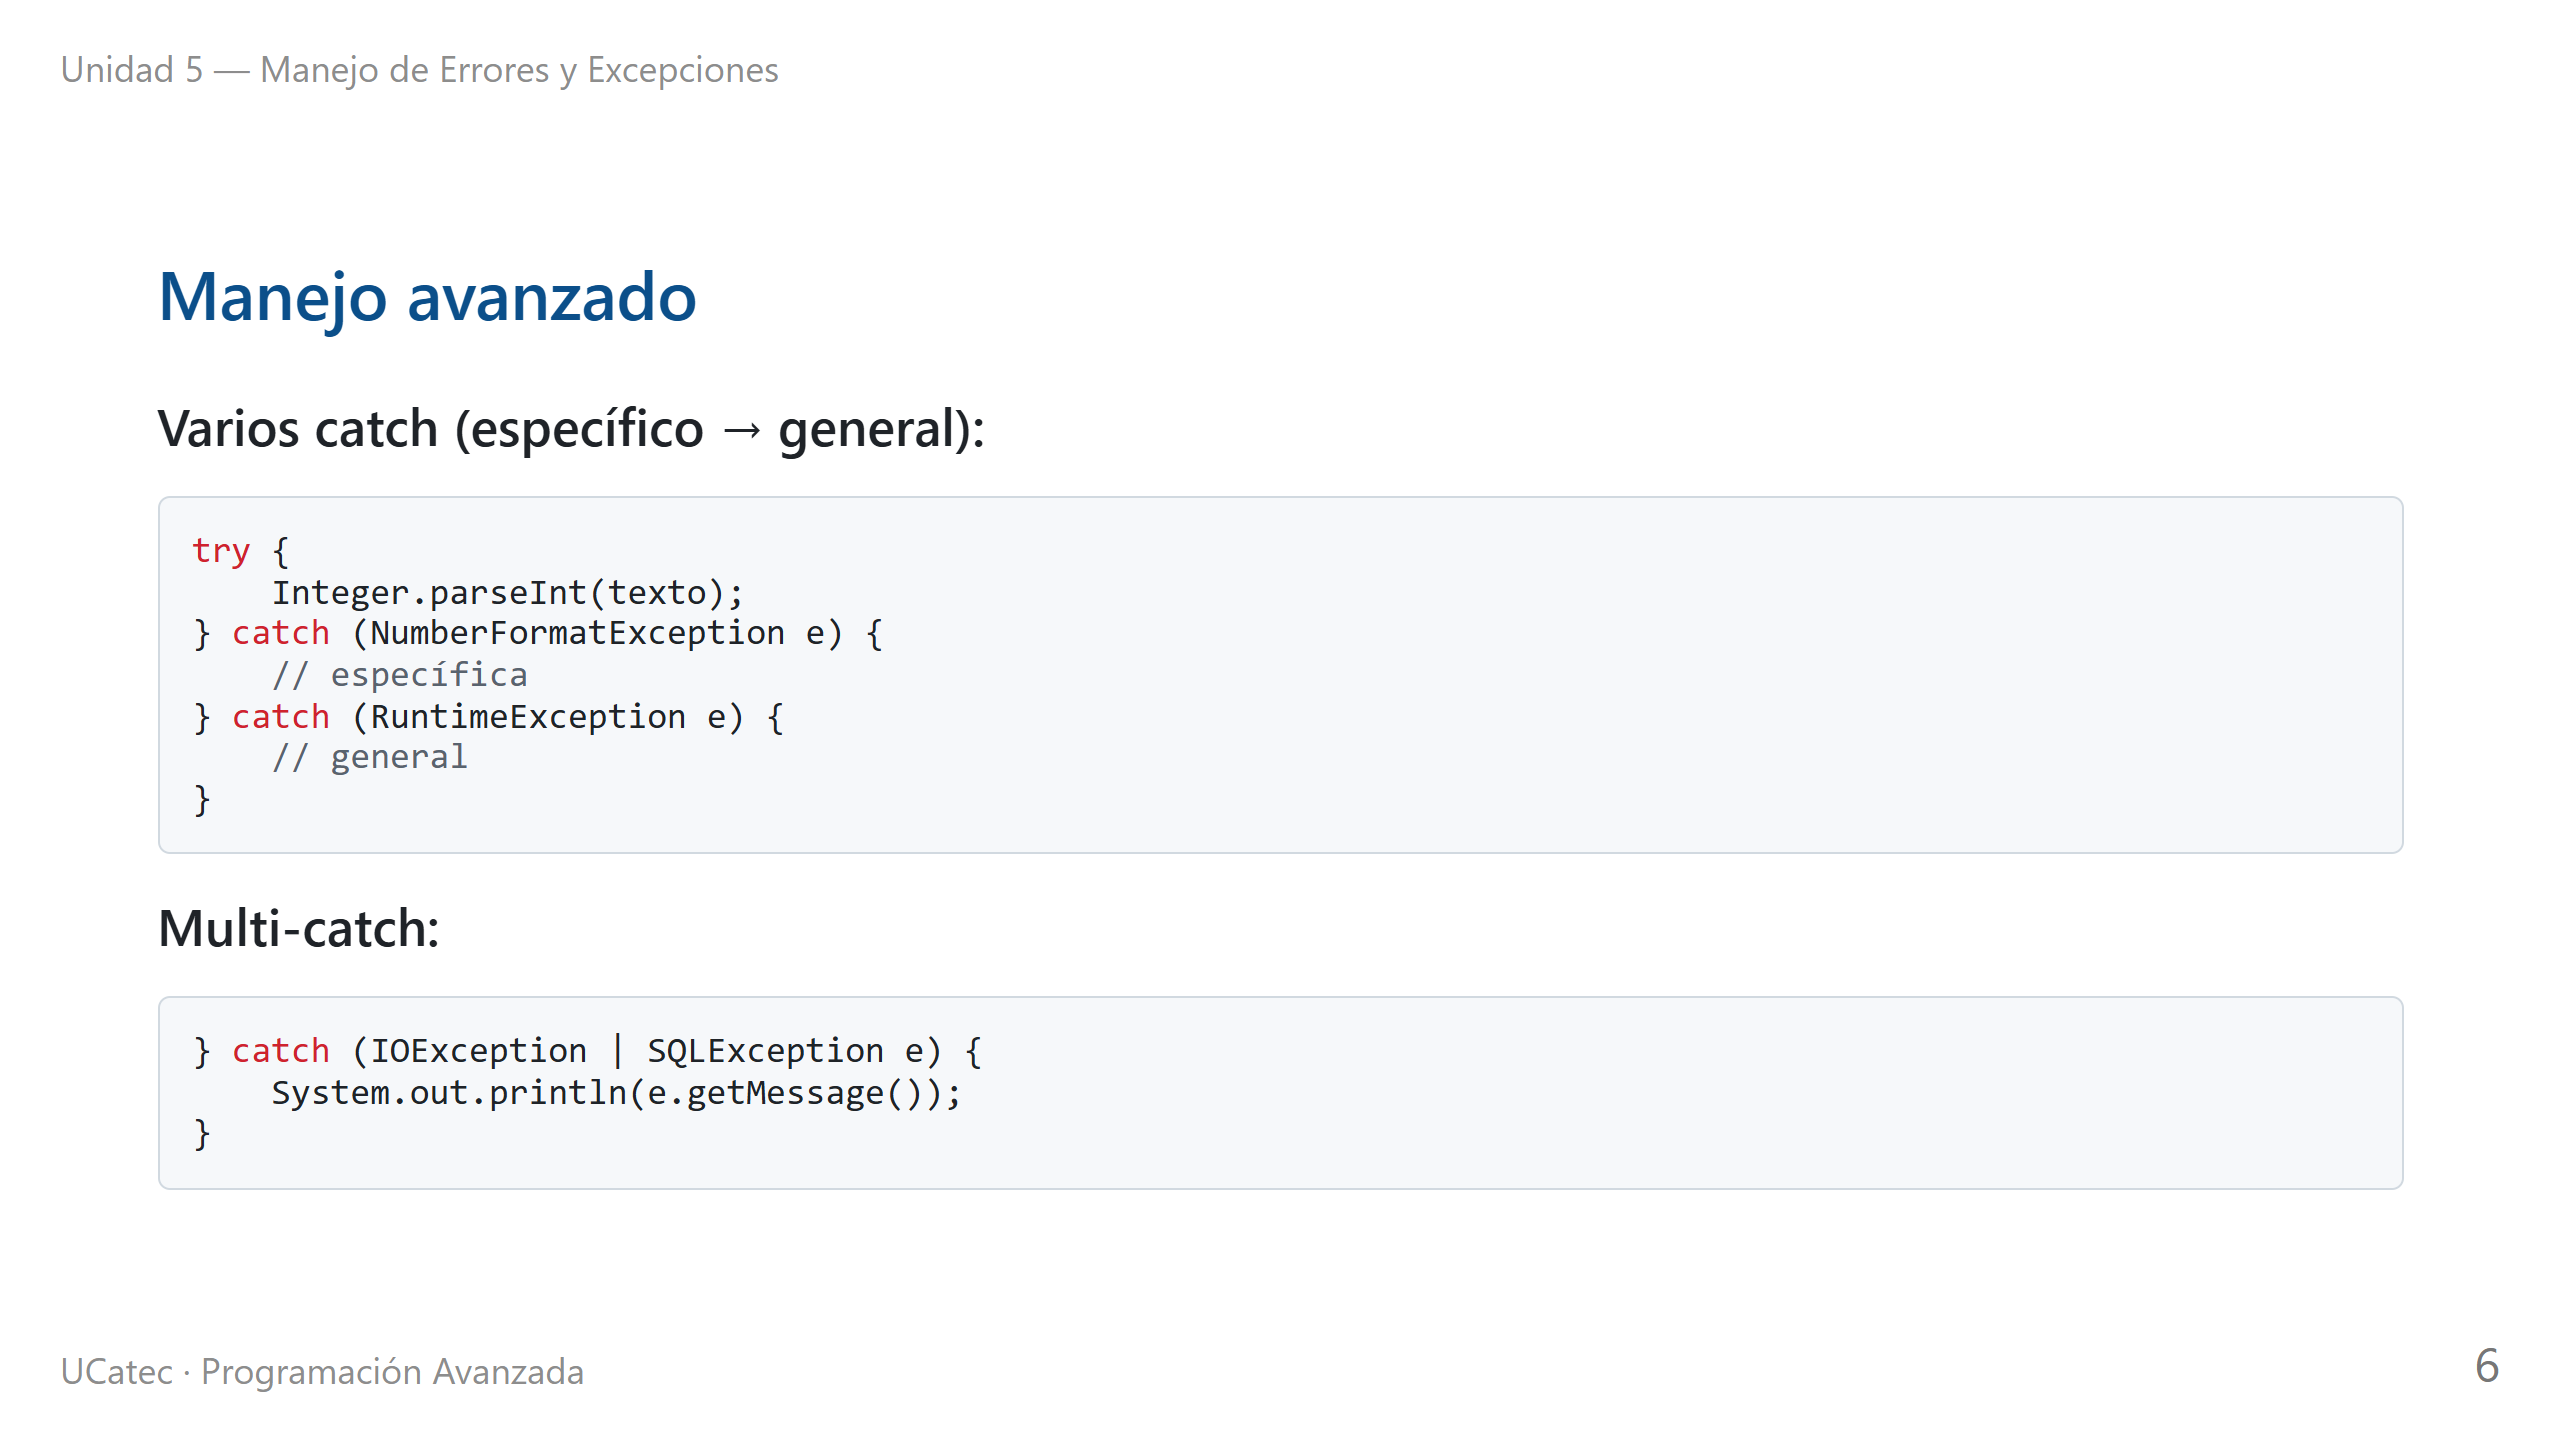 Unidad 5 — Manejo de Errores y Excepciones
Manejo avanzado
Varios catch (específico → general):
try {
    Integer.parseInt(texto);
} catch (NumberFormatException e) {
    // específica
} catch (RuntimeException e) {
    // general
}
Multi-catch:
} catch (IOException | SQLException e) {
    System.out.println(e.getMessage());
}
UCatec · Programación Avanzada
6